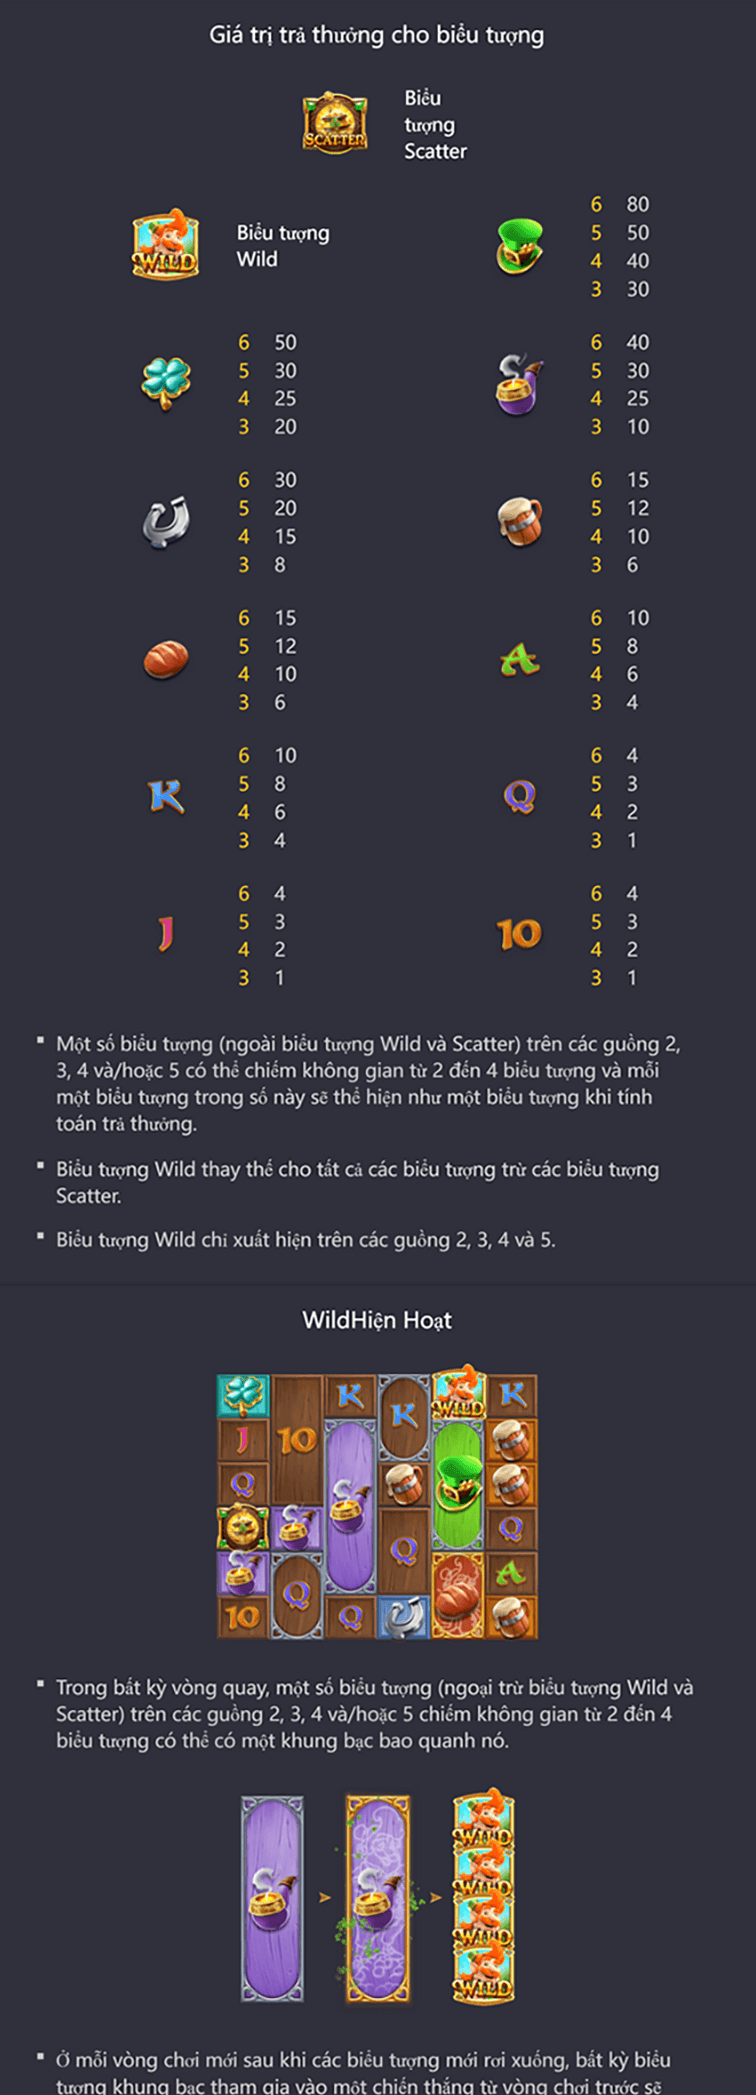 Giá trị trả thưởng cho biểu tượng
SCATTER
Biểu
tượng
Scatter
WILD
Biểu tượng
Wild
6 80
5 50
4 40
3 30
6 50
5 30
4 25
3 20
6 40
5 30
4 25
3 10
6 30
5 20
4 15
3 8
6 15
5 12
4 10
3 6
6 15
5 12
4 10
3 6
A
6 10
5 8
6 6
3 4
K
6 10
5 8
4 6
3 4
Q
6 4
5 3
4 2
3 1
J
6 4
5 3
4 2
3 1
10
6 4
5 3
4 2
3 1
▪ Một số biểu tượng (ngoài biểu tượng Wild và Scatter) trên các guồng 2,
3, 4 và/hoặc 5 có thể chiếm không gian từ 2 đến 4 biểu tượng và mỗi
một biểu tượng trong số này sẽ thể hiện như một biểu tượng khi tính
toán trả thưởng.
▪ Biểu tượng Wild thay thế cho tất cả các biểu tượng trừ các biểu tượng
Scatter.
▪ Biểu tượng Wild chỉ xuất hiện trên các guồng 2, 3, 4 và 5.
WildHiện Hoạt
K K WILD K
J 10
Q
Q Q
Q A
10 Q
▪ Trong bất kỳ vòng quay, một số biểu tượng (ngoại trừ biểu tượng Wild và
Scatter) trên các guồng 2, 3, 4 và/hoặc 5 chiếm không gian từ 2 đến 4
biểu tượng có thể có một khung bạc bao quanh nó.
WILD
WILD
WILD
WILD
▪ Ở mỗi vòng chơi mới sau khi các biểu tượng mới rơi xuống, bất kỳ biểu
tượng khung bạc tham gia vào một chiến thắng từ vòng chơi trước sẽ